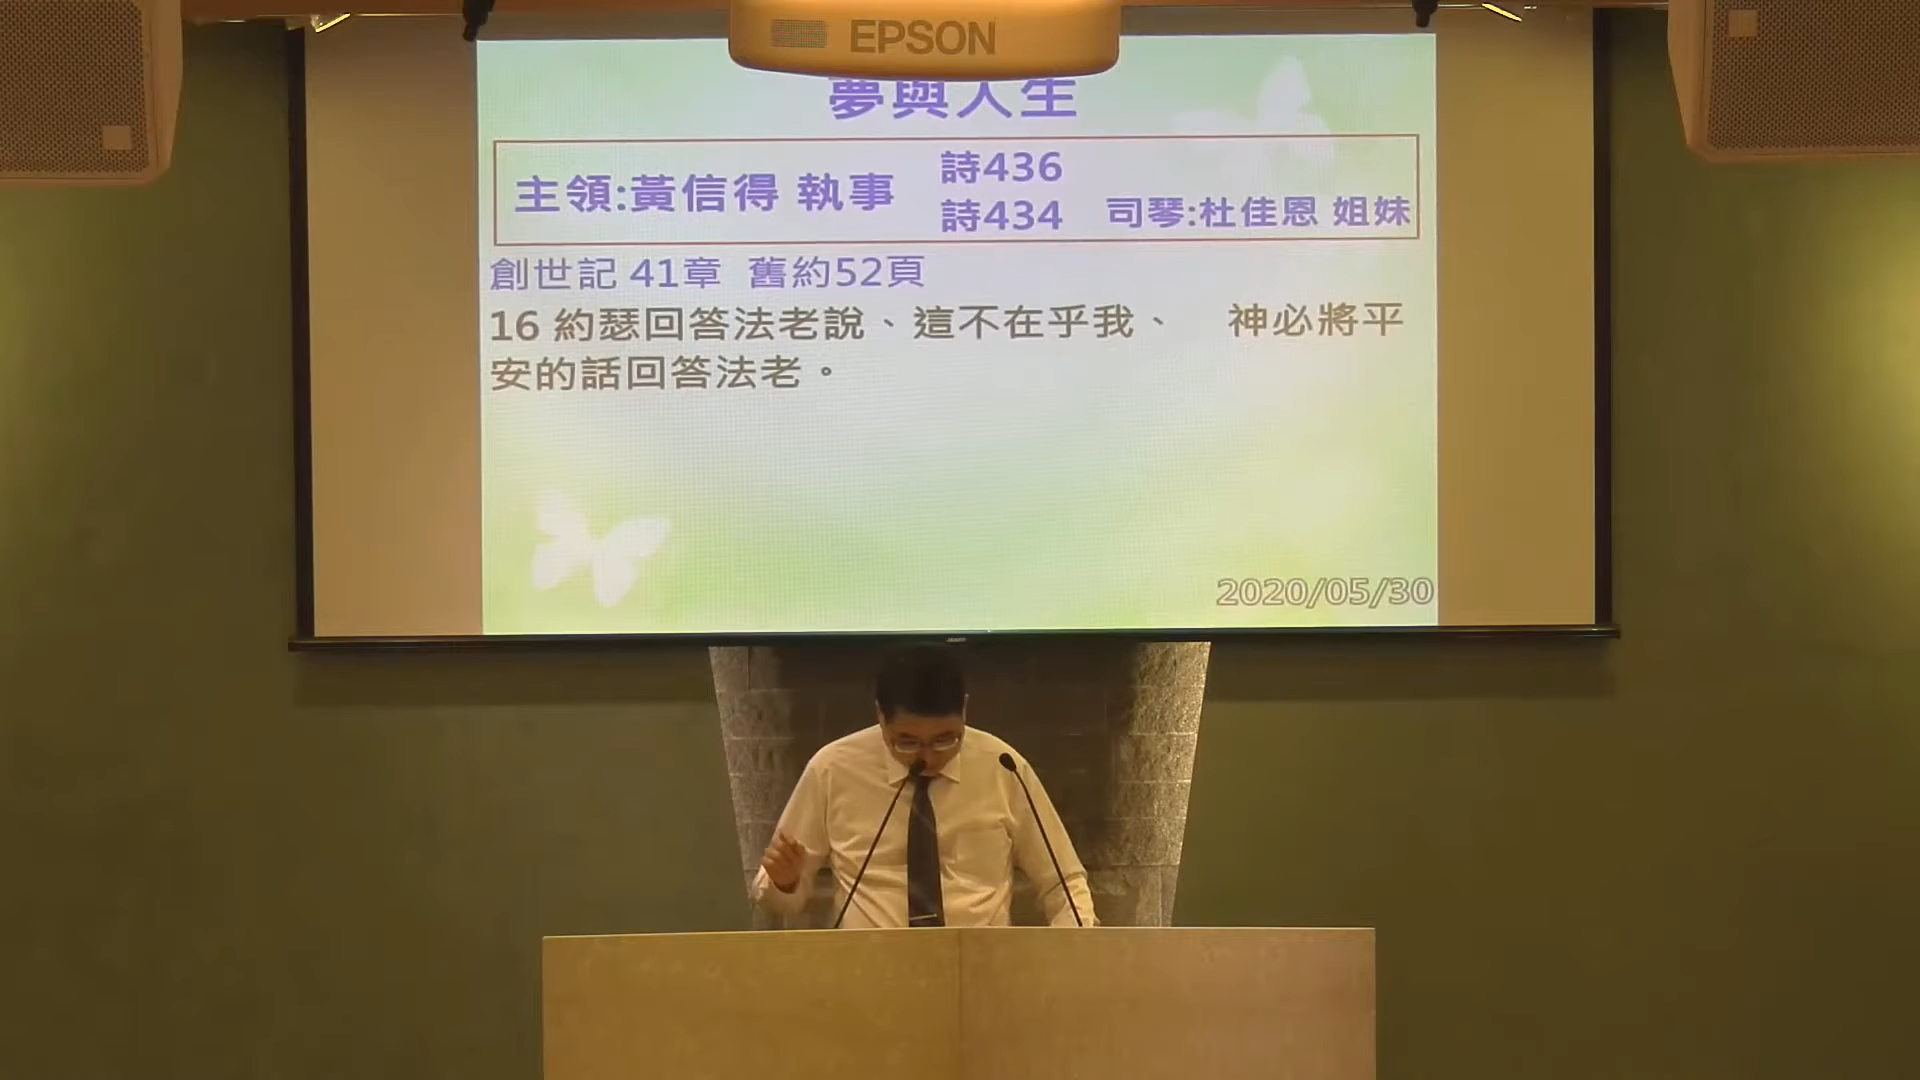 EPSON
夢與人生
主領:黃信得 執事
詩436
詩434
司琴:杜佳恩 姐妹
創世記 41章 舊約52頁
16 約瑟回答法老說、這不在乎我、 神必將平
安的話回答法老。
2020/05/30